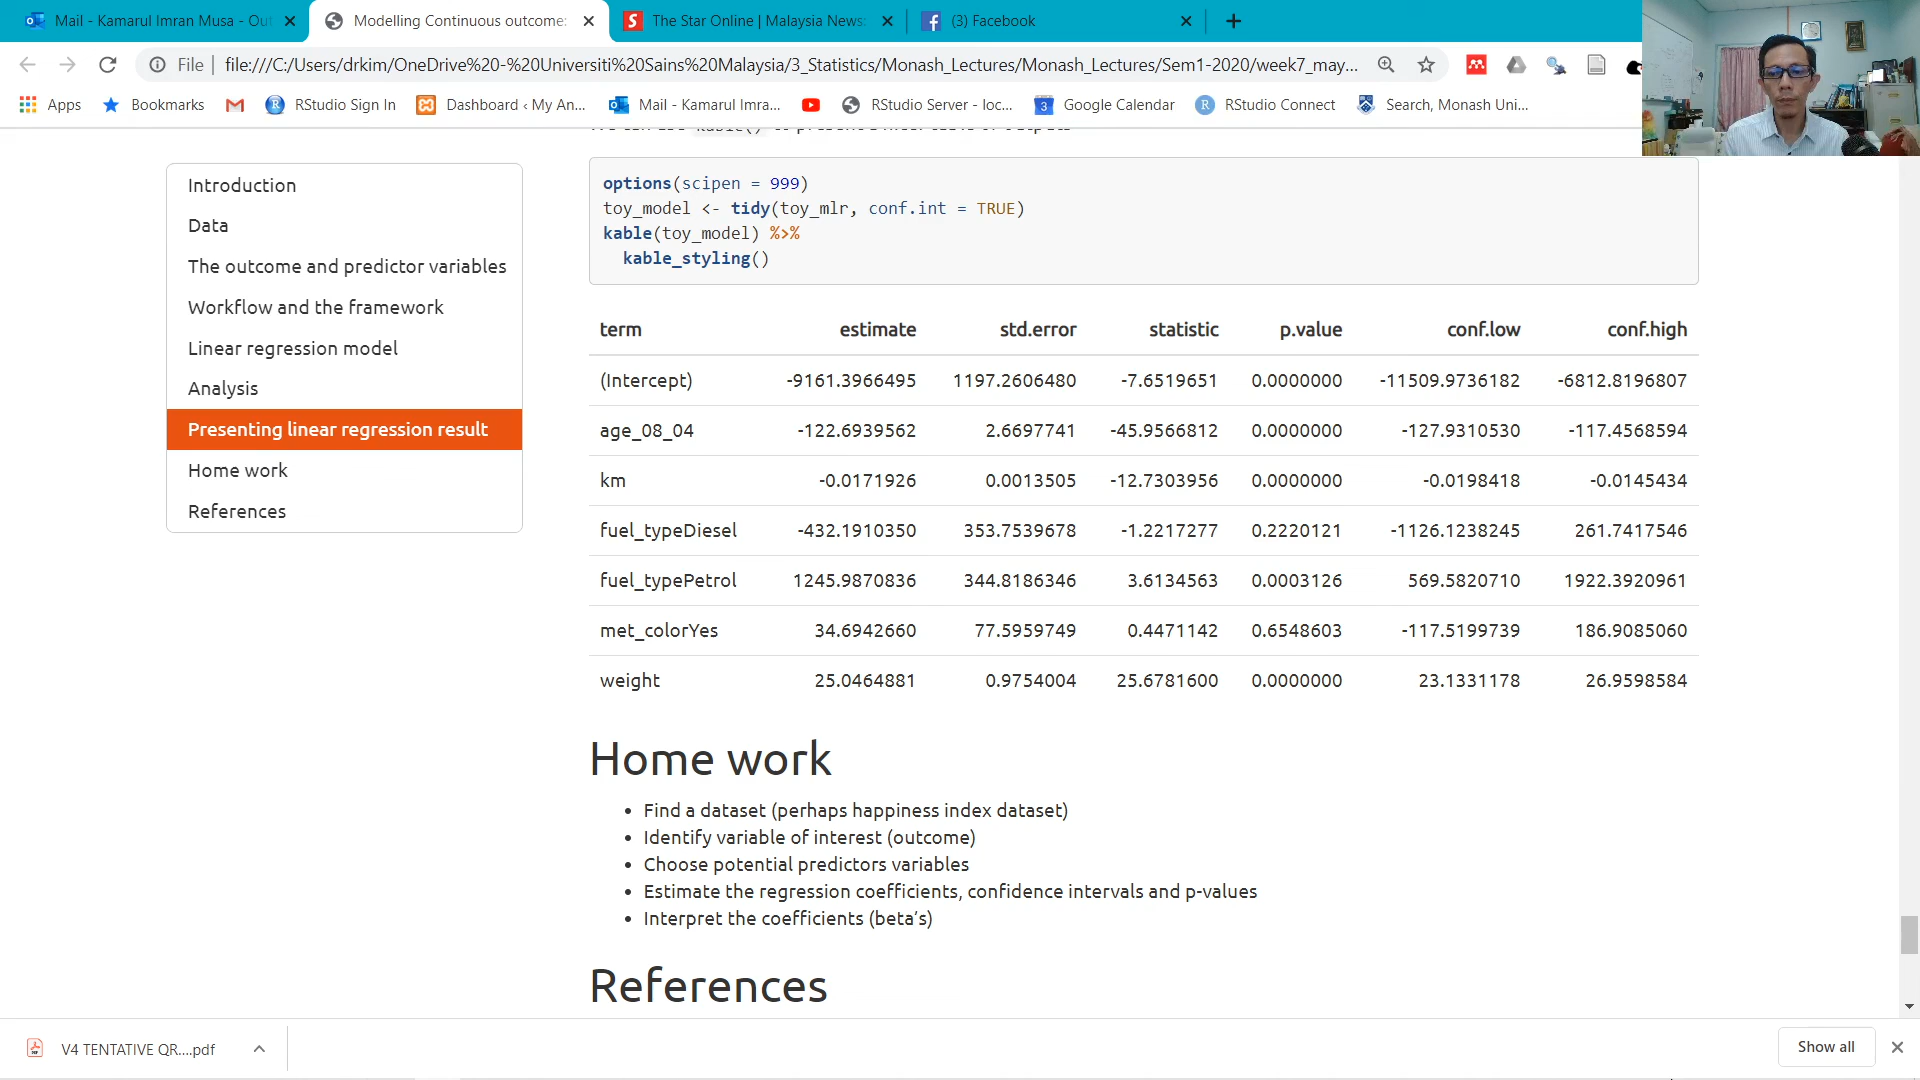 Mail - Kamarul Imran Musa - Ou
Modelling Continuous outcome:
The Star Online | Malaysia News:
(3) Facebook
File
file:///C:/Users/drkim/OneDrive%20-%20Universiti%20Sains%20Malaysia/3_Statistics/Monash_Lectures/Monash_Lectures/Sem1-2020/week7_may...
Apps
Bookmarks
RStudio Sign In
Dashboard ‹ My An...
Mail - Kamarul Imra...
RStudio Server - loc...
3
Google Calendar
RStudio Connect
Search, Monash Uni...
Introduction
Data
The outcome and predictor variables
Workflow and the framework
Linear regression model
Analysis
Presenting linear regression result
Home work
References
options(scipen = 999)
toy_model <- tidy(toy_mlr, conf.int = TRUE)
kable(toy_model) %>%
kable_styling()
term estimate std.error statistic p.value conf.low conf.high
(Intercept) -9161.3966495 1197.2606480 -7.6519651 0.0000000 -11509.9736182 -6812.8196807
age_08_04 -122.6939562 2.6697741 -45.9566812 0.0000000 -127.9310530 -117.4568594
km -0.0171926 0.0013505 -12.7303956 0.0000000 -0.0198418 -0.0145434
fuel_typeDiesel -432.1910350 353.7539678 -1.2217277 0.2220121 -1126.1238245 261.7417546
fuel_typePetrol 1245.9870836 344.8186346 3.6134563 0.0003126 569.5820710 1922.3920961
met_colorYes 34.6942660 77.5959749 0.4471142 0.6548603 -117.5199739 186.9085060
weight 25.0464881 0.9754004 25.6781600 0.0000000 23.1331178 26.9598584
Home work
• Find a dataset (perhaps happiness index dataset)
• Identify variable of interest (outcome)
• Choose potential predictors variables
• Estimate the regression coefficients, confidence intervals and p-values
• Interpret the coefficients (beta’s)
References
V4 TENTATIVE QR....pdf
Show all